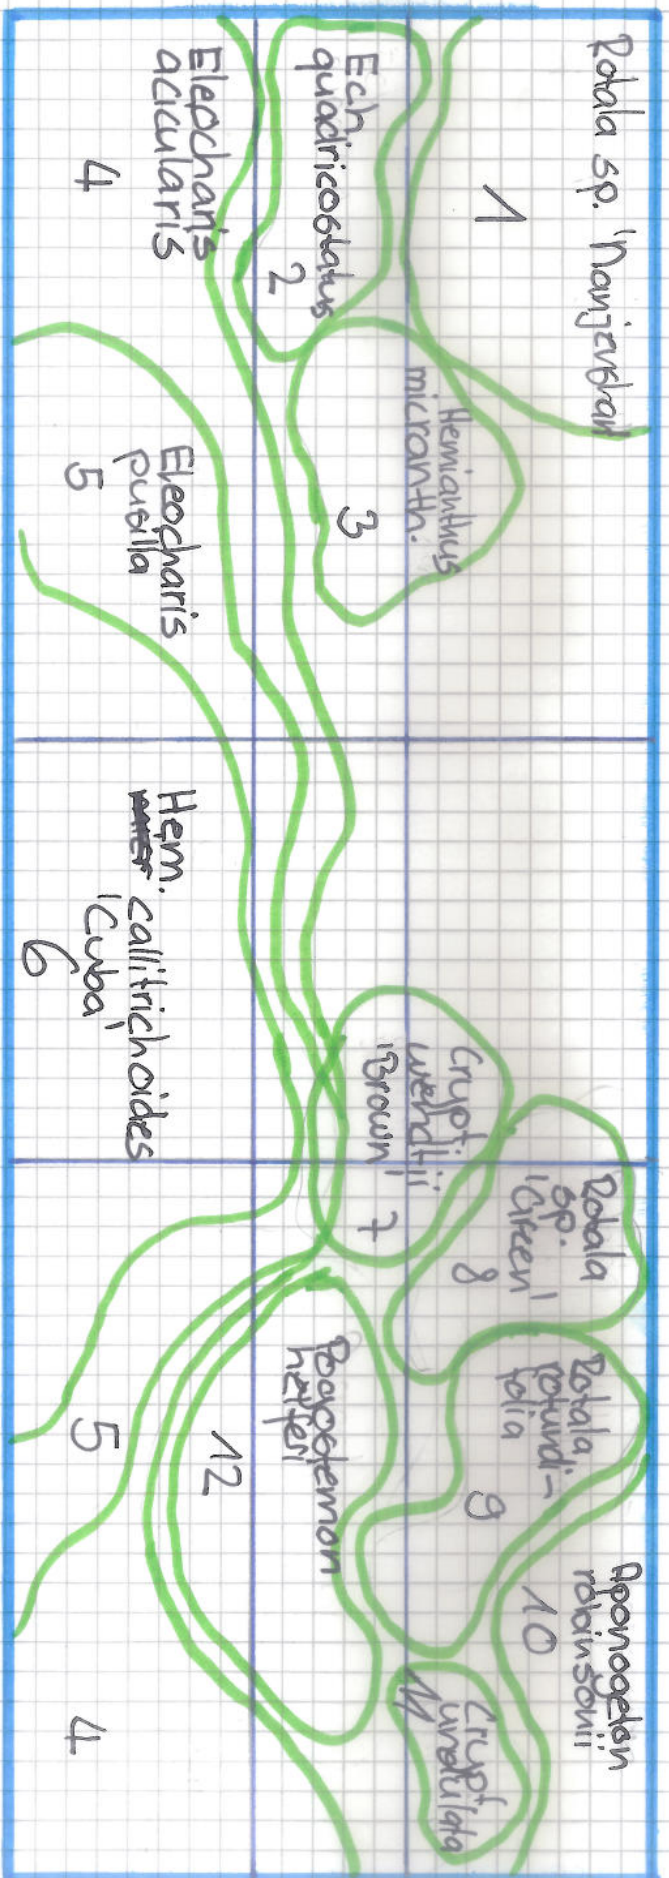 Rotala sp. 'Nanjenshan'
1
Ech.
quadricostatus
2
Hemianthus
micranth.
3
Eleocharis
acicularis
4
Eleocharis
pusilla
5
Hem.
callitrichoides
'Cuba'
6
Crypt.
wendtii
'Brown'
7
Rotala
sp.
'Green'
8
Rotala
rotundi-
folia
9
Aponogeton
robinsonii
10
Crypt.
undulata
11
Pogostemon
helferi
12
5
4